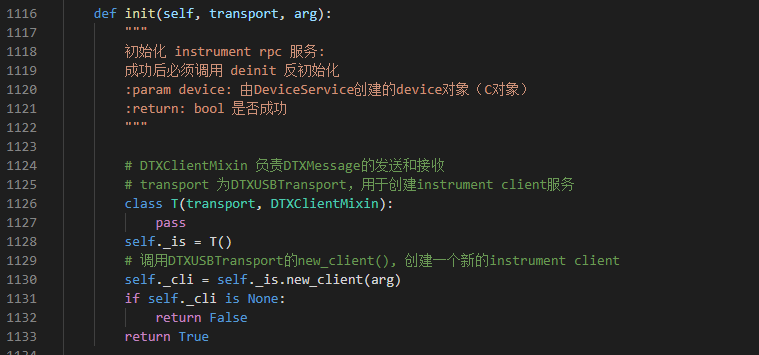 1116 def init(self, transport, arg):
1117 """
1118 初始化 instrument rpc 服务:
1119 成功后必须调用 deinit 反初始化
1120 :param device: 由DeviceService创建的device对象（C对象）
1121 :return: bool 是否成功
1122 """
1123
1124 # DTXClientMixin 负责DTXMessage的发送和接收
1125 # transport 为DTXUSBTransport，用于创建instrument client服务
1126 class T(transport, DTXClientMixin):
1127 pass
1128 self._is = T()
1129 # 调用DTXUSBTransport的new_client(), 创建一个新的instrument client
1130 self._cli = self._is.new_client(arg)
1131 if self._cli is None:
1132 return False
1133 return True